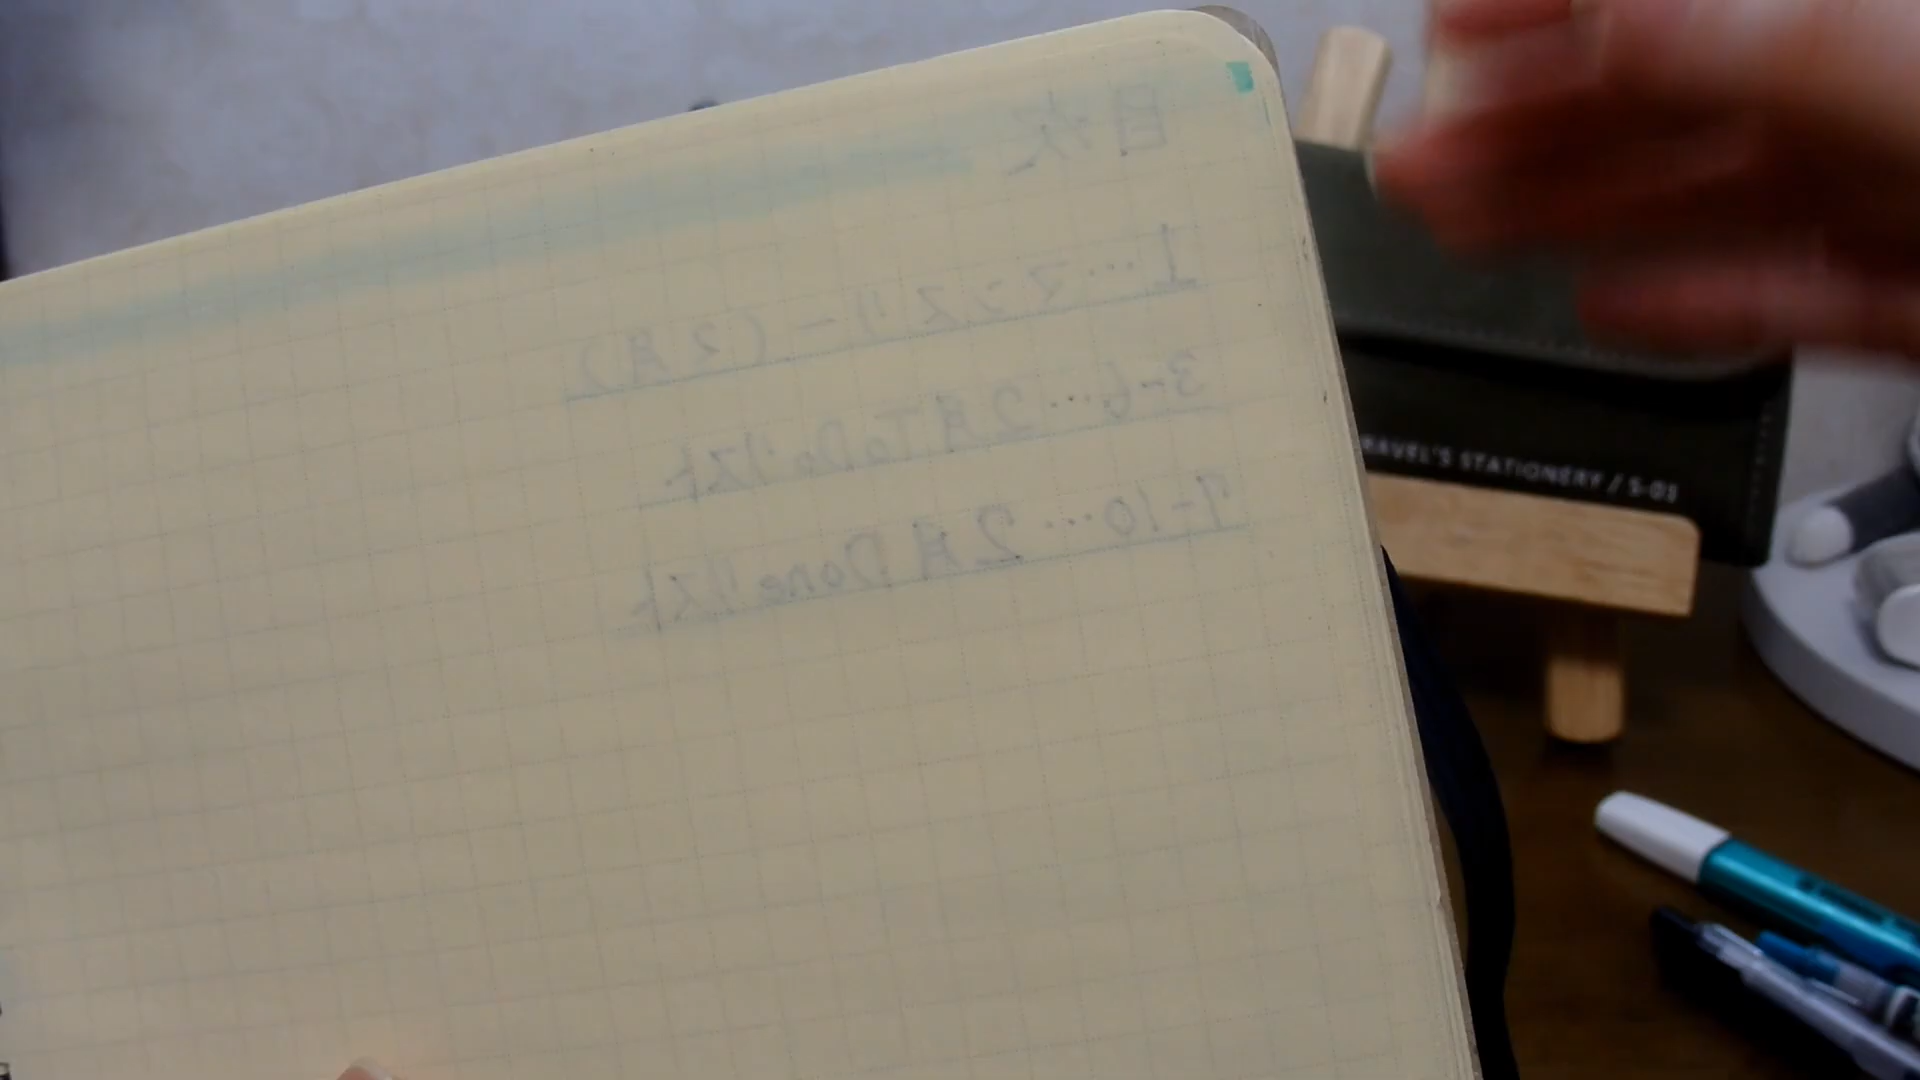 目次
1…マンスリー(2月)
3-6…2月ToDoリスト
7-10…2月Doneリスト
RAVEL'S STATIONERY / S-01